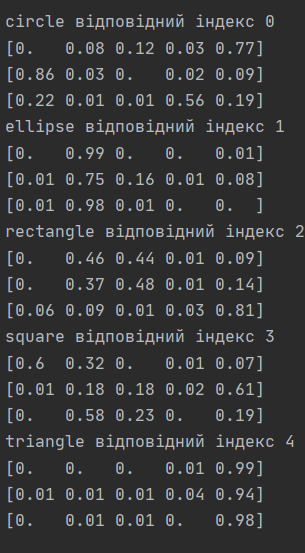 circle відповідний індекс 0
[0.   0.08 0.12 0.03 0.77]
[0.86 0.03 0.   0.02 0.09]
[0.22 0.01 0.01 0.56 0.19]
ellipse відповідний індекс 1
[0.   0.99 0.   0.   0.01]
[0.01 0.75 0.16 0.01 0.08]
[0.01 0.98 0.01 0.   0.  ]
rectangle відповідний індекс 2
[0.   0.46 0.44 0.01 0.09]
[0.   0.37 0.48 0.01 0.14]
[0.06 0.09 0.01 0.03 0.81]
square відповідний індекс 3
[0.6  0.32 0.   0.01 0.07]
[0.01 0.18 0.18 0.02 0.61]
[0.   0.58 0.23 0.   0.19]
triangle відповідний індекс 4
[0.   0.   0.   0.01 0.99]
[0.01 0.01 0.01 0.04 0.94]
[0.   0.01 0.01 0.   0.98]